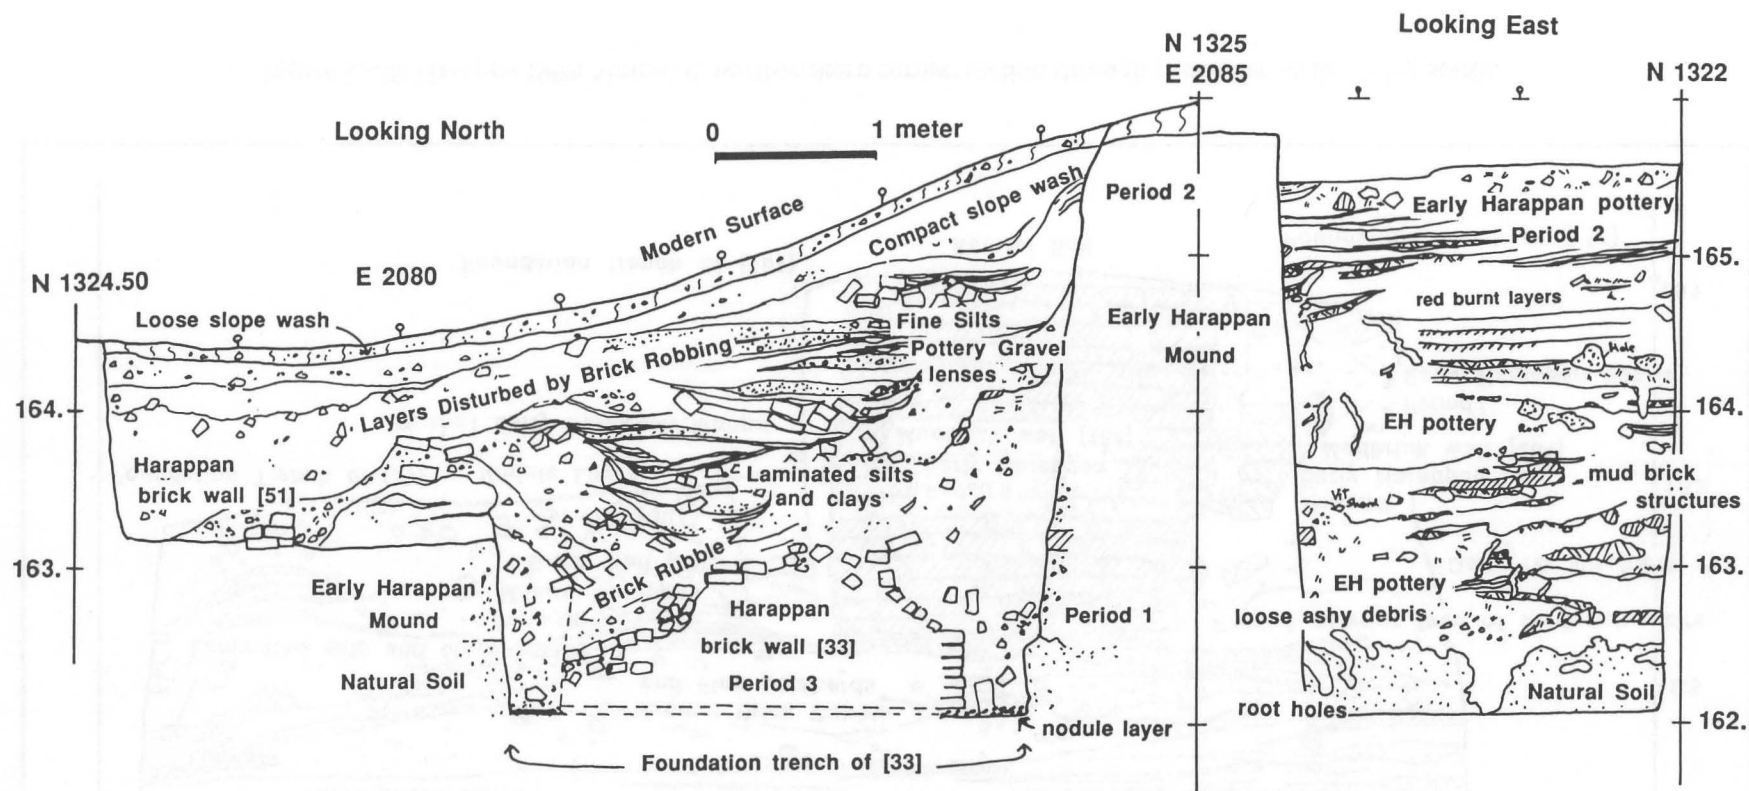 Looking East
N 1325
E 2085
N 1322
Looking North
0 1 meter
Modern Surface
Compact slope wash
Period 2
Early Harappan pottery
Period 2
165.
N 1324.50
E 2080
Loose slope wash
red burnt layers
Fine Silts
Early Harappan
Mound
Pottery Gravel
lenses
Hole
Layers Disturbed by Brick Robbing
164.
164.
EH pottery
Root
Harappan
brick wall [51]
Laminated silts
and clays
mud brick
structures
Vit
Sherd
163.
163.
Brick Rubble
Early Harappan
Mound
Harappan
brick wall [33]
Period 3
Period 1
EH pottery
loose ashy debris
Natural Soil
Natural Soil
root holes
nodule layer
162.
Foundation trench of [33]